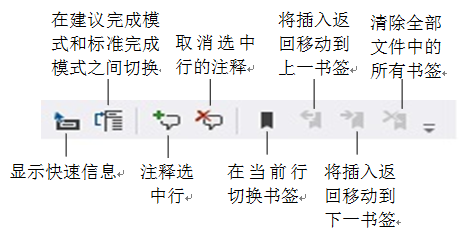 在建议完成模
式和标准完成
模式之间切换
取消选中
行的注释
将插入返
回移动到
上一书签
清除全部
文件中的
所有书签
显示快速信息
注释选
中行
在当前行
切换书签
将插入返
回移动到
下一书签